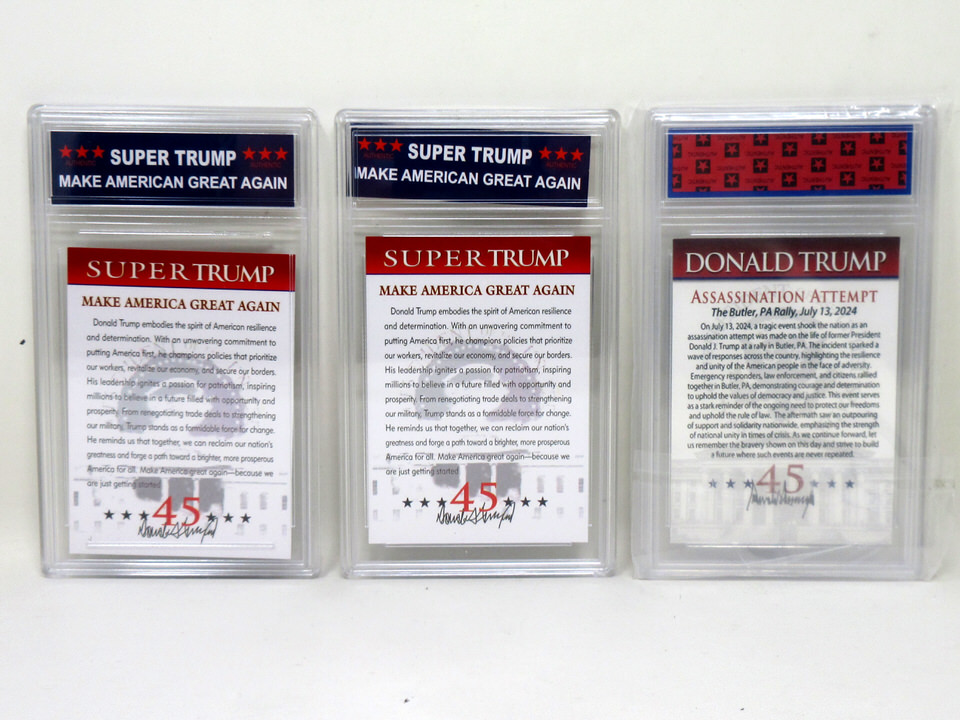 SUPER TRUMP
AUTHENTIC
AUTHENTIC
MAKE AMERICAN GREAT AGAIN
SUPER TRUMP
MAKE AMERICA GREAT AGAIN
Donald Trump embodies the spirit of American resilience
and determination. With an unwavering commitment to
putting America first, he champions policies that prioritize
our workers, revitalize our economy, and secure our borders.
His leadership ignites a passion for patriotism, inspiring
millions to believe in a future filled with opportunity and
prosperity. From renegotiating trade deals to strengthening
our military, Trump stands as a formidable force for change.
He reminds us that together, we can reclaim our nation's
greatness and forge a path toward a brighter, more prosperous
America for all. Make America great again—because we
are just getting started.
45
SUPER TRUMP
AUTHENTIC
AUTHENTIC
MAKE AMERICAN GREAT AGAIN
SUPER TRUMP
MAKE AMERICA GREAT AGAIN
Donald Trump embodies the spirit of American resilience
and determination. With an unwavering commitment to
putting America first, he champions policies that prioritize
our workers, revitalize our economy, and secure our borders.
His leadership ignites a passion for patriotism, inspiring
millions to believe in a future filled with opportunity and
prosperity. From renegotiating trade deals to strengthening
our military, Trump stands as a formidable force for change.
He reminds us that together, we can reclaim our nation's
greatness and forge a path toward a brighter, more prosperous
America for all. Make America great again—because we
are just getting started.
45
DONALD TRUMP
ASSASSINATION ATTEMPT
The Butler, PA Rally, July 13, 2024
On July 13, 2024, a tragic event shook the nation as an
assassination attempt was made on the life of former President
Donald J. Trump at a rally in Butler, PA. The incident sparked a
wave of responses across the country, highlighting the resilience
and unity of the American people in the face of adversity.
Emergency responders, law enforcement, and citizens rallied
together in Butler, PA, demonstrating courage and determination
to uphold the values of democracy and justice. This event serves
as a stark reminder of the ongoing need to protect our freedoms
and uphold the rule of law. The aftermath saw an outpouring
of support and solidarity nationwide, emphasizing the strength
of national unity in times of crisis. As we continue forward, let
us remember the bravery shown on this day and strive to build
a future where such events are never repeated.
45